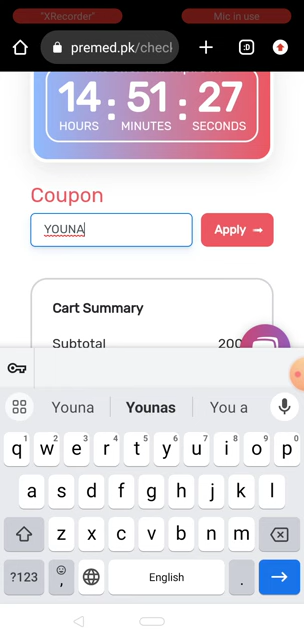 "XRecorder"
Mic in use
premed.pk/check
:D
14 : 51 : 27
HOURS MINUTES SECONDS
Coupon
YOUNA
Apply →
Cart Summary
Subtotal 200
Youna Younas You a
1 2 3 4 5 6 7 8 9 0
q w e r t y u i o p
a s d f g h j k l
z x c v b n m
?123 , English .